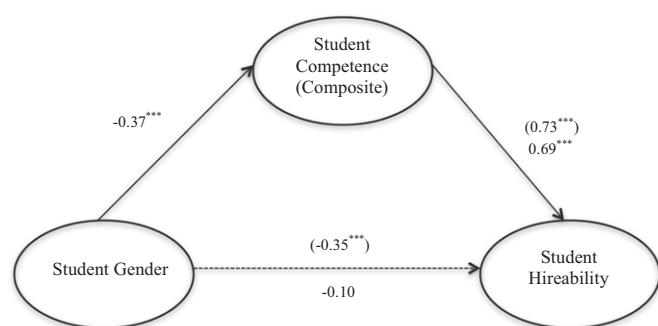 Student
Competence
(Composite)
-0.37***
(0.73***)
0.69***
Student Gender
(-0.35***)
-0.10
Student
Hireability